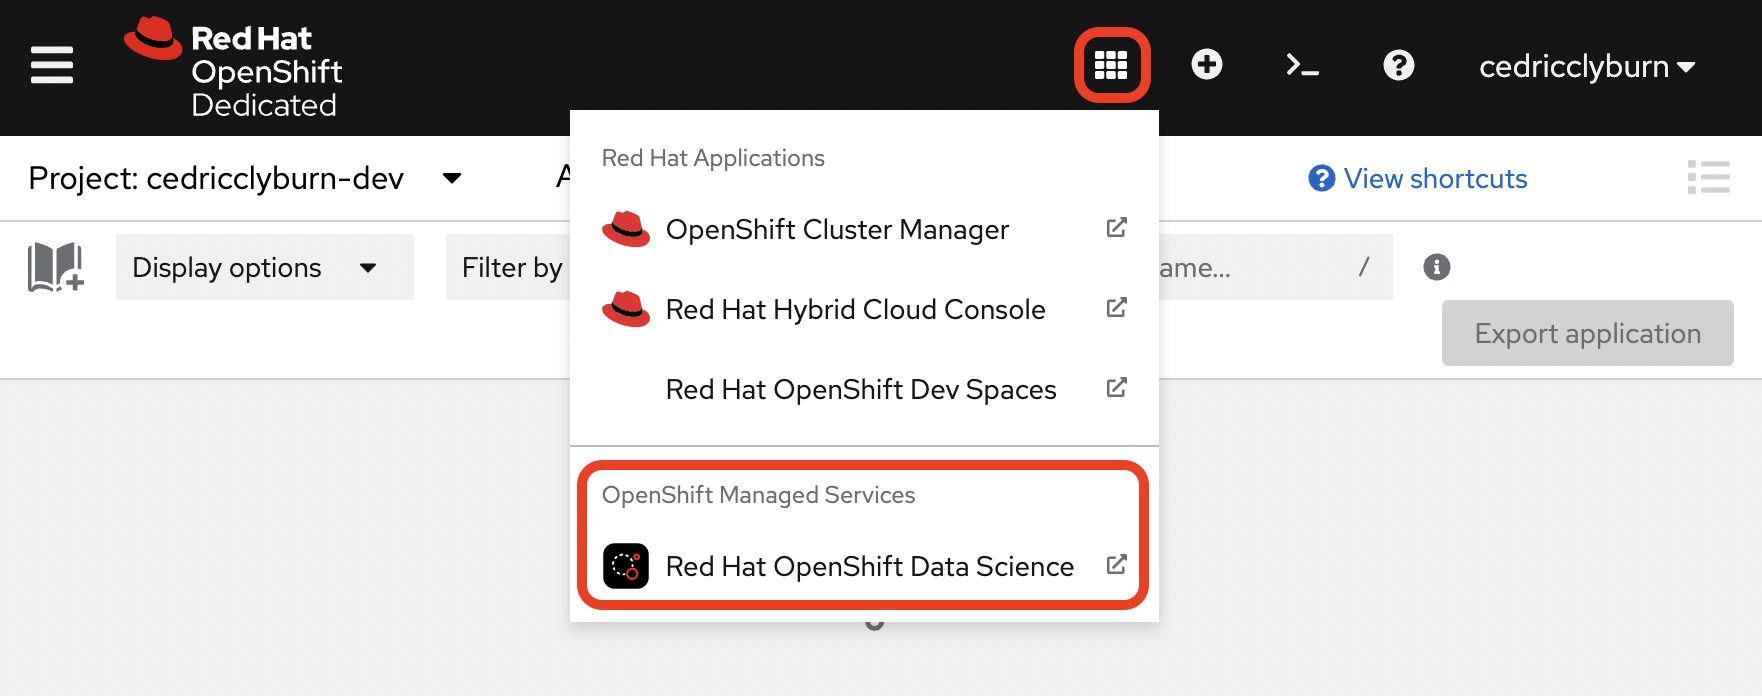 Red Hat
OpenShift
Dedicated
cedricclyburn
Project: cedricclyburn-dev
A
View shortcuts
Display options
Filter by
ame...
/
Export application
Red Hat Applications
OpenShift Cluster Manager
Red Hat Hybrid Cloud Console
Red Hat OpenShift Dev Spaces
OpenShift Managed Services
Red Hat OpenShift Data Science